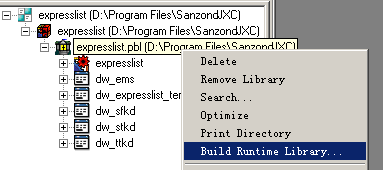 expresslist (D:\Program Files\SanzondJXC)
expresslist (D:\Program Files\SanzondJXC)
expresslist.pbl (D:\Program Files\SanzondJXC)
expresslist
dw_ems
dw_sfkd
dw_stkd
dw_ttkd
Delete
Remove Library
Search...
Optimize
Print Directory
Build Runtime Library...